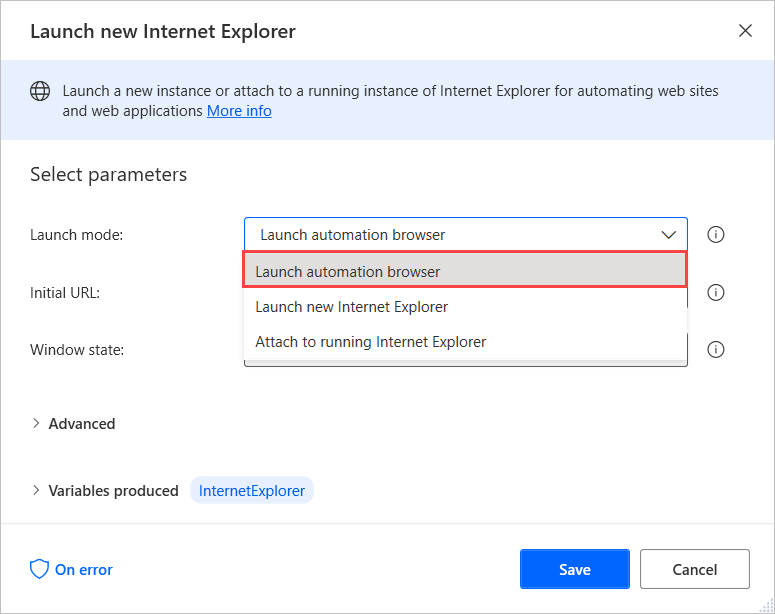 Launch new Internet Explorer
Launch a new instance or attach to a running instance of Internet Explorer for automating web sites
and web applications More info
Select parameters
Launch mode:
Launch automation browser
Launch automation browser
Initial URL:
Launch new Internet Explorer
Window state:
Attach to running Internet Explorer
Advanced
Variables produced InternetExplorer
On error
Save
Cancel